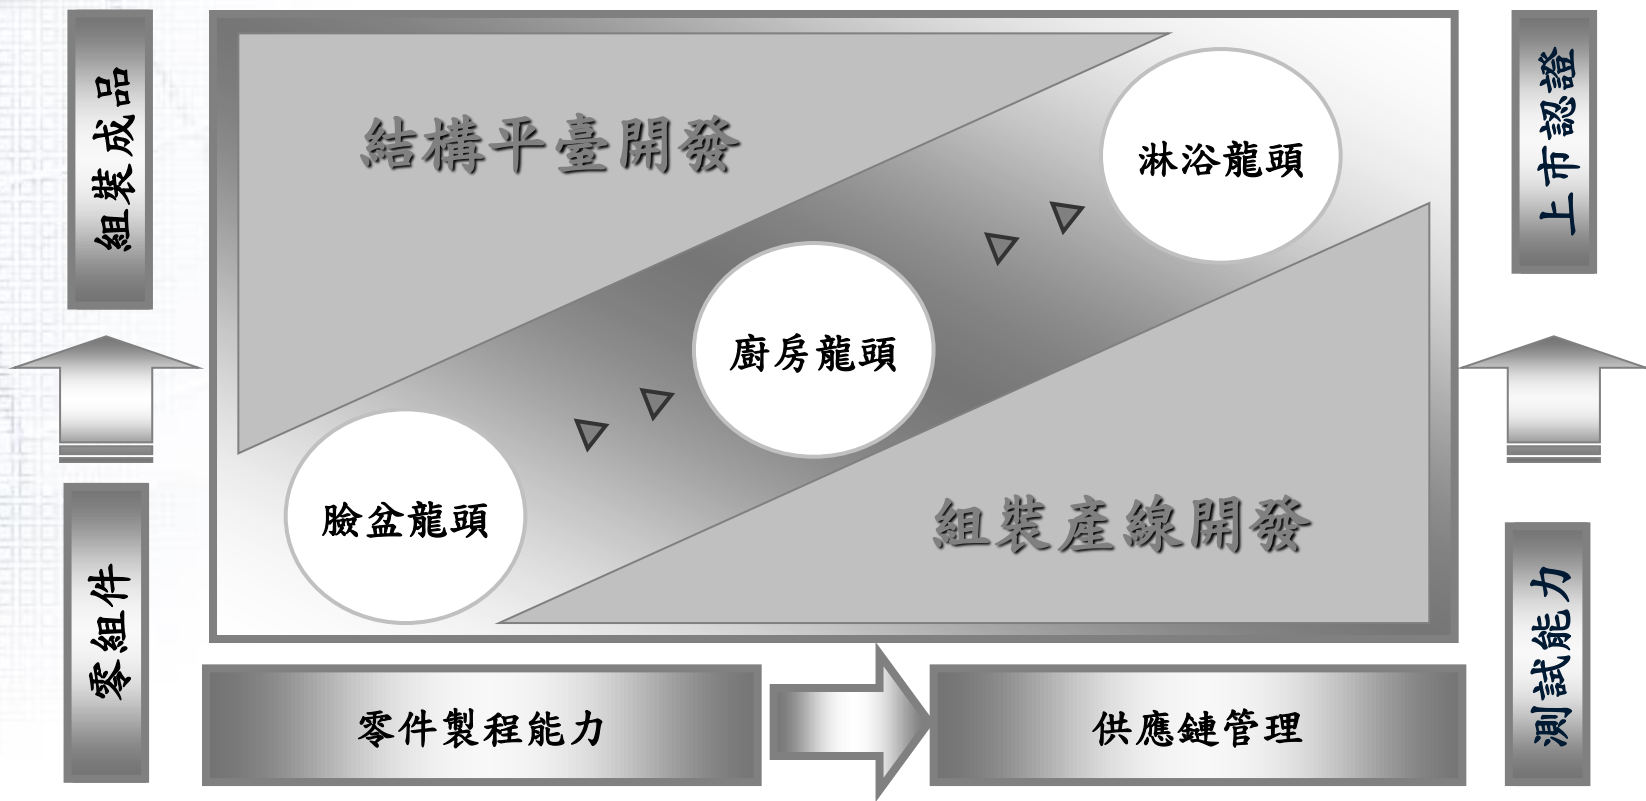 組裝成品
零組件
結構平臺開發
淋浴龍頭
廚房龍頭
臉盆龍頭
組裝產線開發
上市認證
測試能力
零件製程能力
供應鏈管理